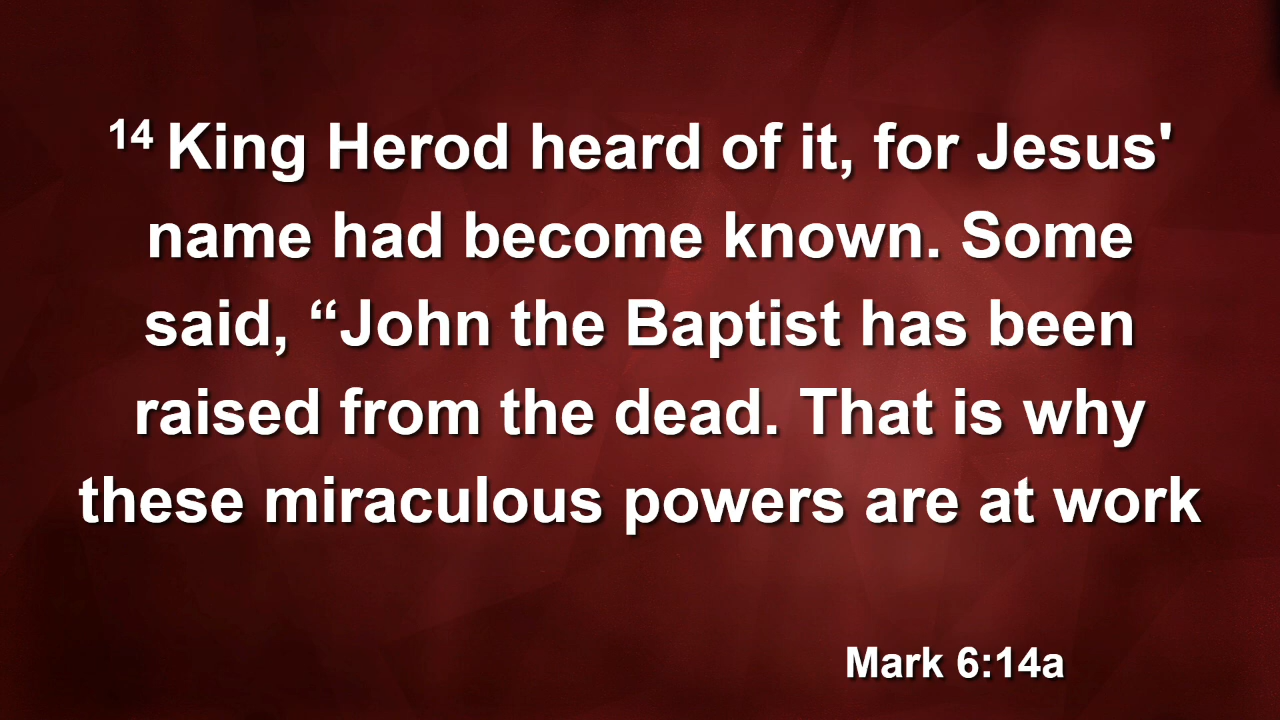 14 King Herod heard of it, for Jesus'
name had become known. Some
said, “John the Baptist has been
raised from the dead. That is why
these miraculous powers are at work
Mark 6:14a